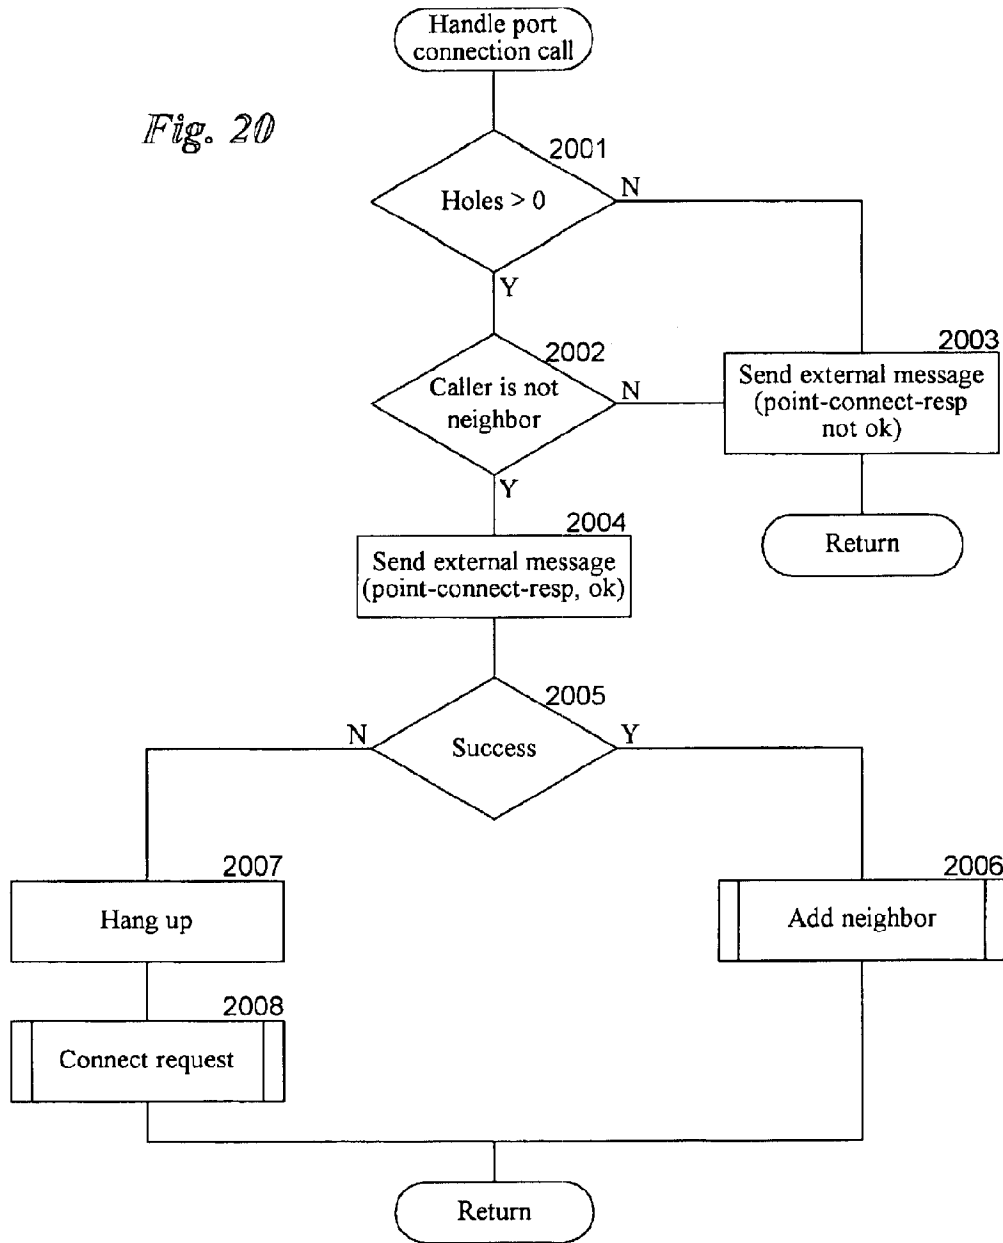 Handle port
connection call
Fig. 20
2001
Holes > 0
N
Y
2002
Caller is not
neighbor
N
Y
2003
Send external message
(point-connect-resp
not ok)
Return
2004
Send external message
(point-connect-resp, ok)
2005
Success
N
Y
2007
Hang up
2006
Add neighbor
2008
Connect request
Return